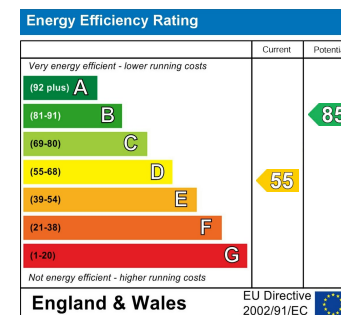 Energy Efficiency Rating
Current Potenti
Very energy efficient - lower running costs
(92 plus) A
(81-91) B
85
(69-80) C
(55-68) D
55
(39-54) E
(21-38) F
(1-20) G
Not energy efficient - higher running costs
England & Wales
EU Directive
2002/91/EC